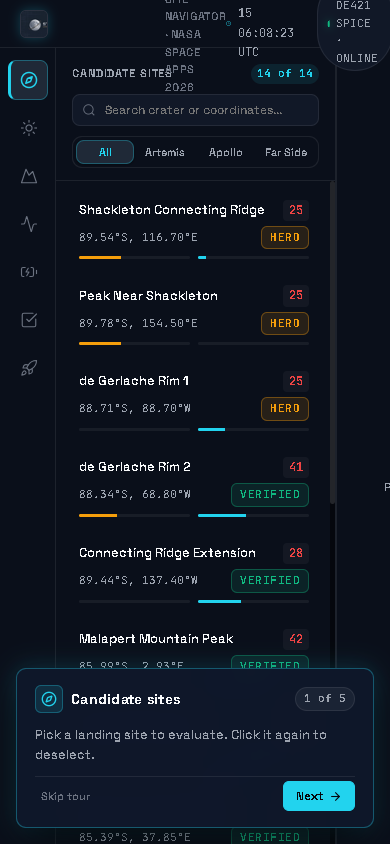 SITE
NAVIGATOR
· NASA
SPACE
APPS
2026
15
06:08:23
UTC
DE421
SPICE
·
ONLINE
CANDIDATE SITES
14 of 14
Search crater or coordinates...
All Artemis Apollo Far Side
Shackleton Connecting Ridge 25
89.54°S, 116.70°E HERO
Peak Near Shackleton 25
89.78°S, 154.50°E HERO
de Gerlache Rim 1 25
88.71°S, 88.70°W HERO
de Gerlache Rim 2 41
88.34°S, 68.80°W VERIFIED
Connecting Ridge Extension 28
89.44°S, 137.40°W VERIFIED
Malapert Mountain Peak 42
85.99°S, 2.93°E VERIFIED
Candidate sites 1 of 5
Pick a landing site to evaluate. Click it again to
deselect.
Skip tour Next →
85.39°S, 37.85°E VERIFIED